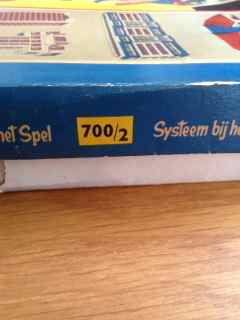 het Spel 700/2 Systeem bij he